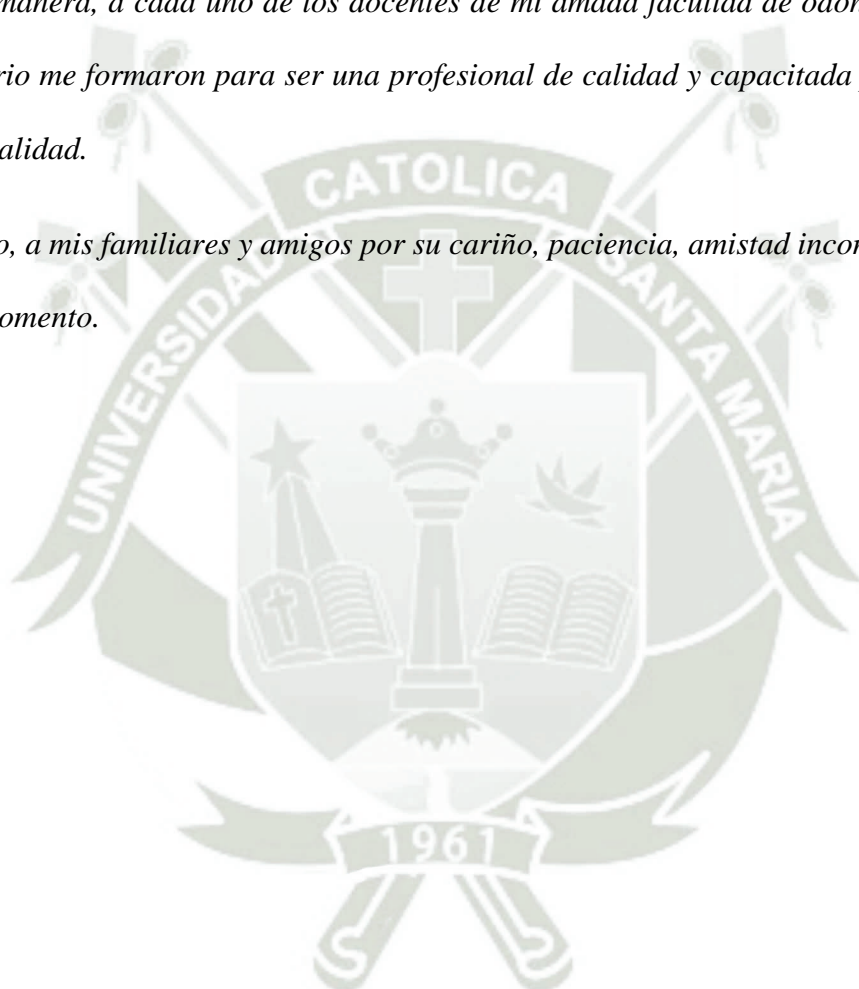 manera, a cada uno de los docentes de mi amada facultad de odon
rio me formaron para ser una profesional de calidad y capacitada
alidad.
o, a mis familiares y amigos por su cariño, paciencia, amistad incon
omento.
UNIVERSIDAD CATOLICA SANTA MARIA
1961